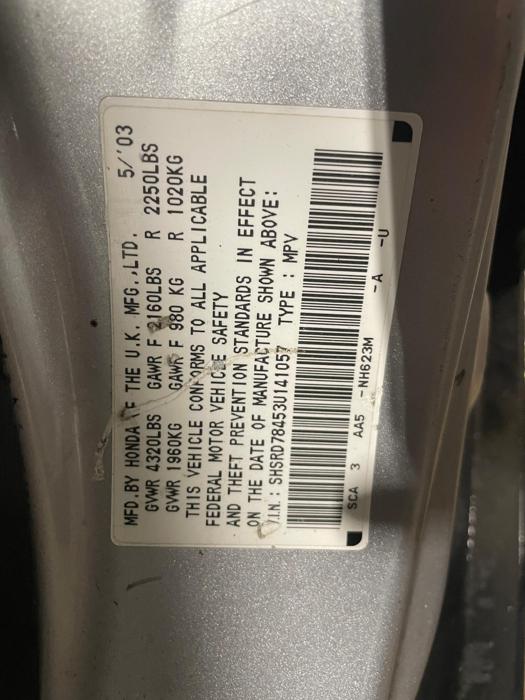 MFD.BY HONDA OF THE U.K. MFG.,LTD. 5/'03
GVWR 4320LBS GAWR F 2160LBS R 2250LBS
GVWR 1960KG GAWR F 980 KG R 1020KG
THIS VEHICLE CONFORMS TO ALL APPLICABLE
FEDERAL MOTOR VEHICLE SAFETY
AND THEFT PREVENTION STANDARDS IN EFFECT
ON THE DATE OF MANUFACTURE SHOWN ABOVE:
V.I.N.: SHSRD78453U141057 TYPE : MPV
SCA 3 AA5 -NH623M -A -U